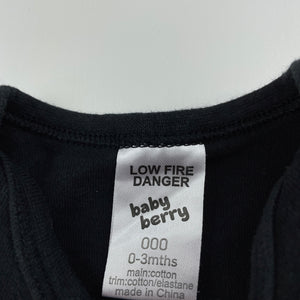 LOW FIRE
DANGER
baby
berry
000
0-3mths
main:cotton
trim:cotton/elastane
made in China